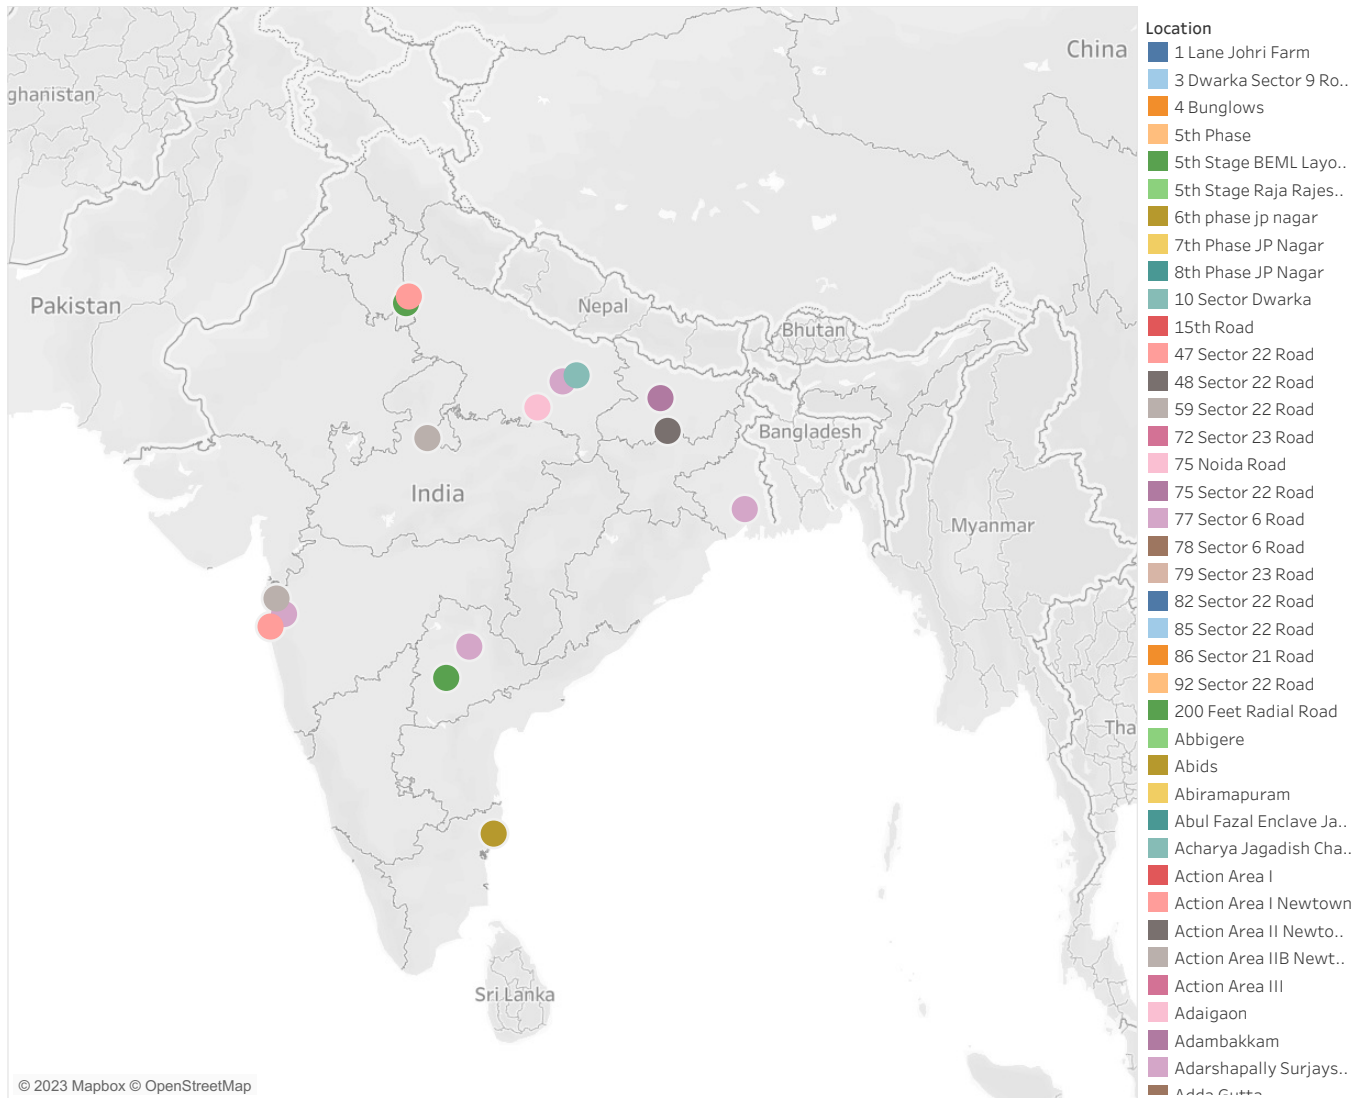 China
ghanistan
Pakistan
Nepal
Bhutan
Bangladesh
India
Myanmar
Tha
Sri Lanka
© 2023 Mapbox © OpenStreetMap
Location
1 Lane Johri Farm
3 Dwarka Sector 9 Ro..
4 Bunglows
5th Phase
5th Stage BEML Layo..
5th Stage Raja Rajes..
6th phase jp nagar
7th Phase JP Nagar
8th Phase JP Nagar
10 Sector Dwarka
15th Road
47 Sector 22 Road
48 Sector 22 Road
59 Sector 22 Road
72 Sector 23 Road
75 Noida Road
75 Sector 22 Road
77 Sector 6 Road
78 Sector 6 Road
79 Sector 23 Road
82 Sector 22 Road
85 Sector 22 Road
86 Sector 21 Road
92 Sector 22 Road
200 Feet Radial Road
Abbigere
Abids
Abiramapuram
Abul Fazal Enclave Ja..
Acharya Jagadish Cha..
Action Area I
Action Area I Newtown
Action Area II Newto..
Action Area IIB Newt..
Action Area III
Adaigaon
Adambakkam
Adarshapally Surjays..
Adda Gutta